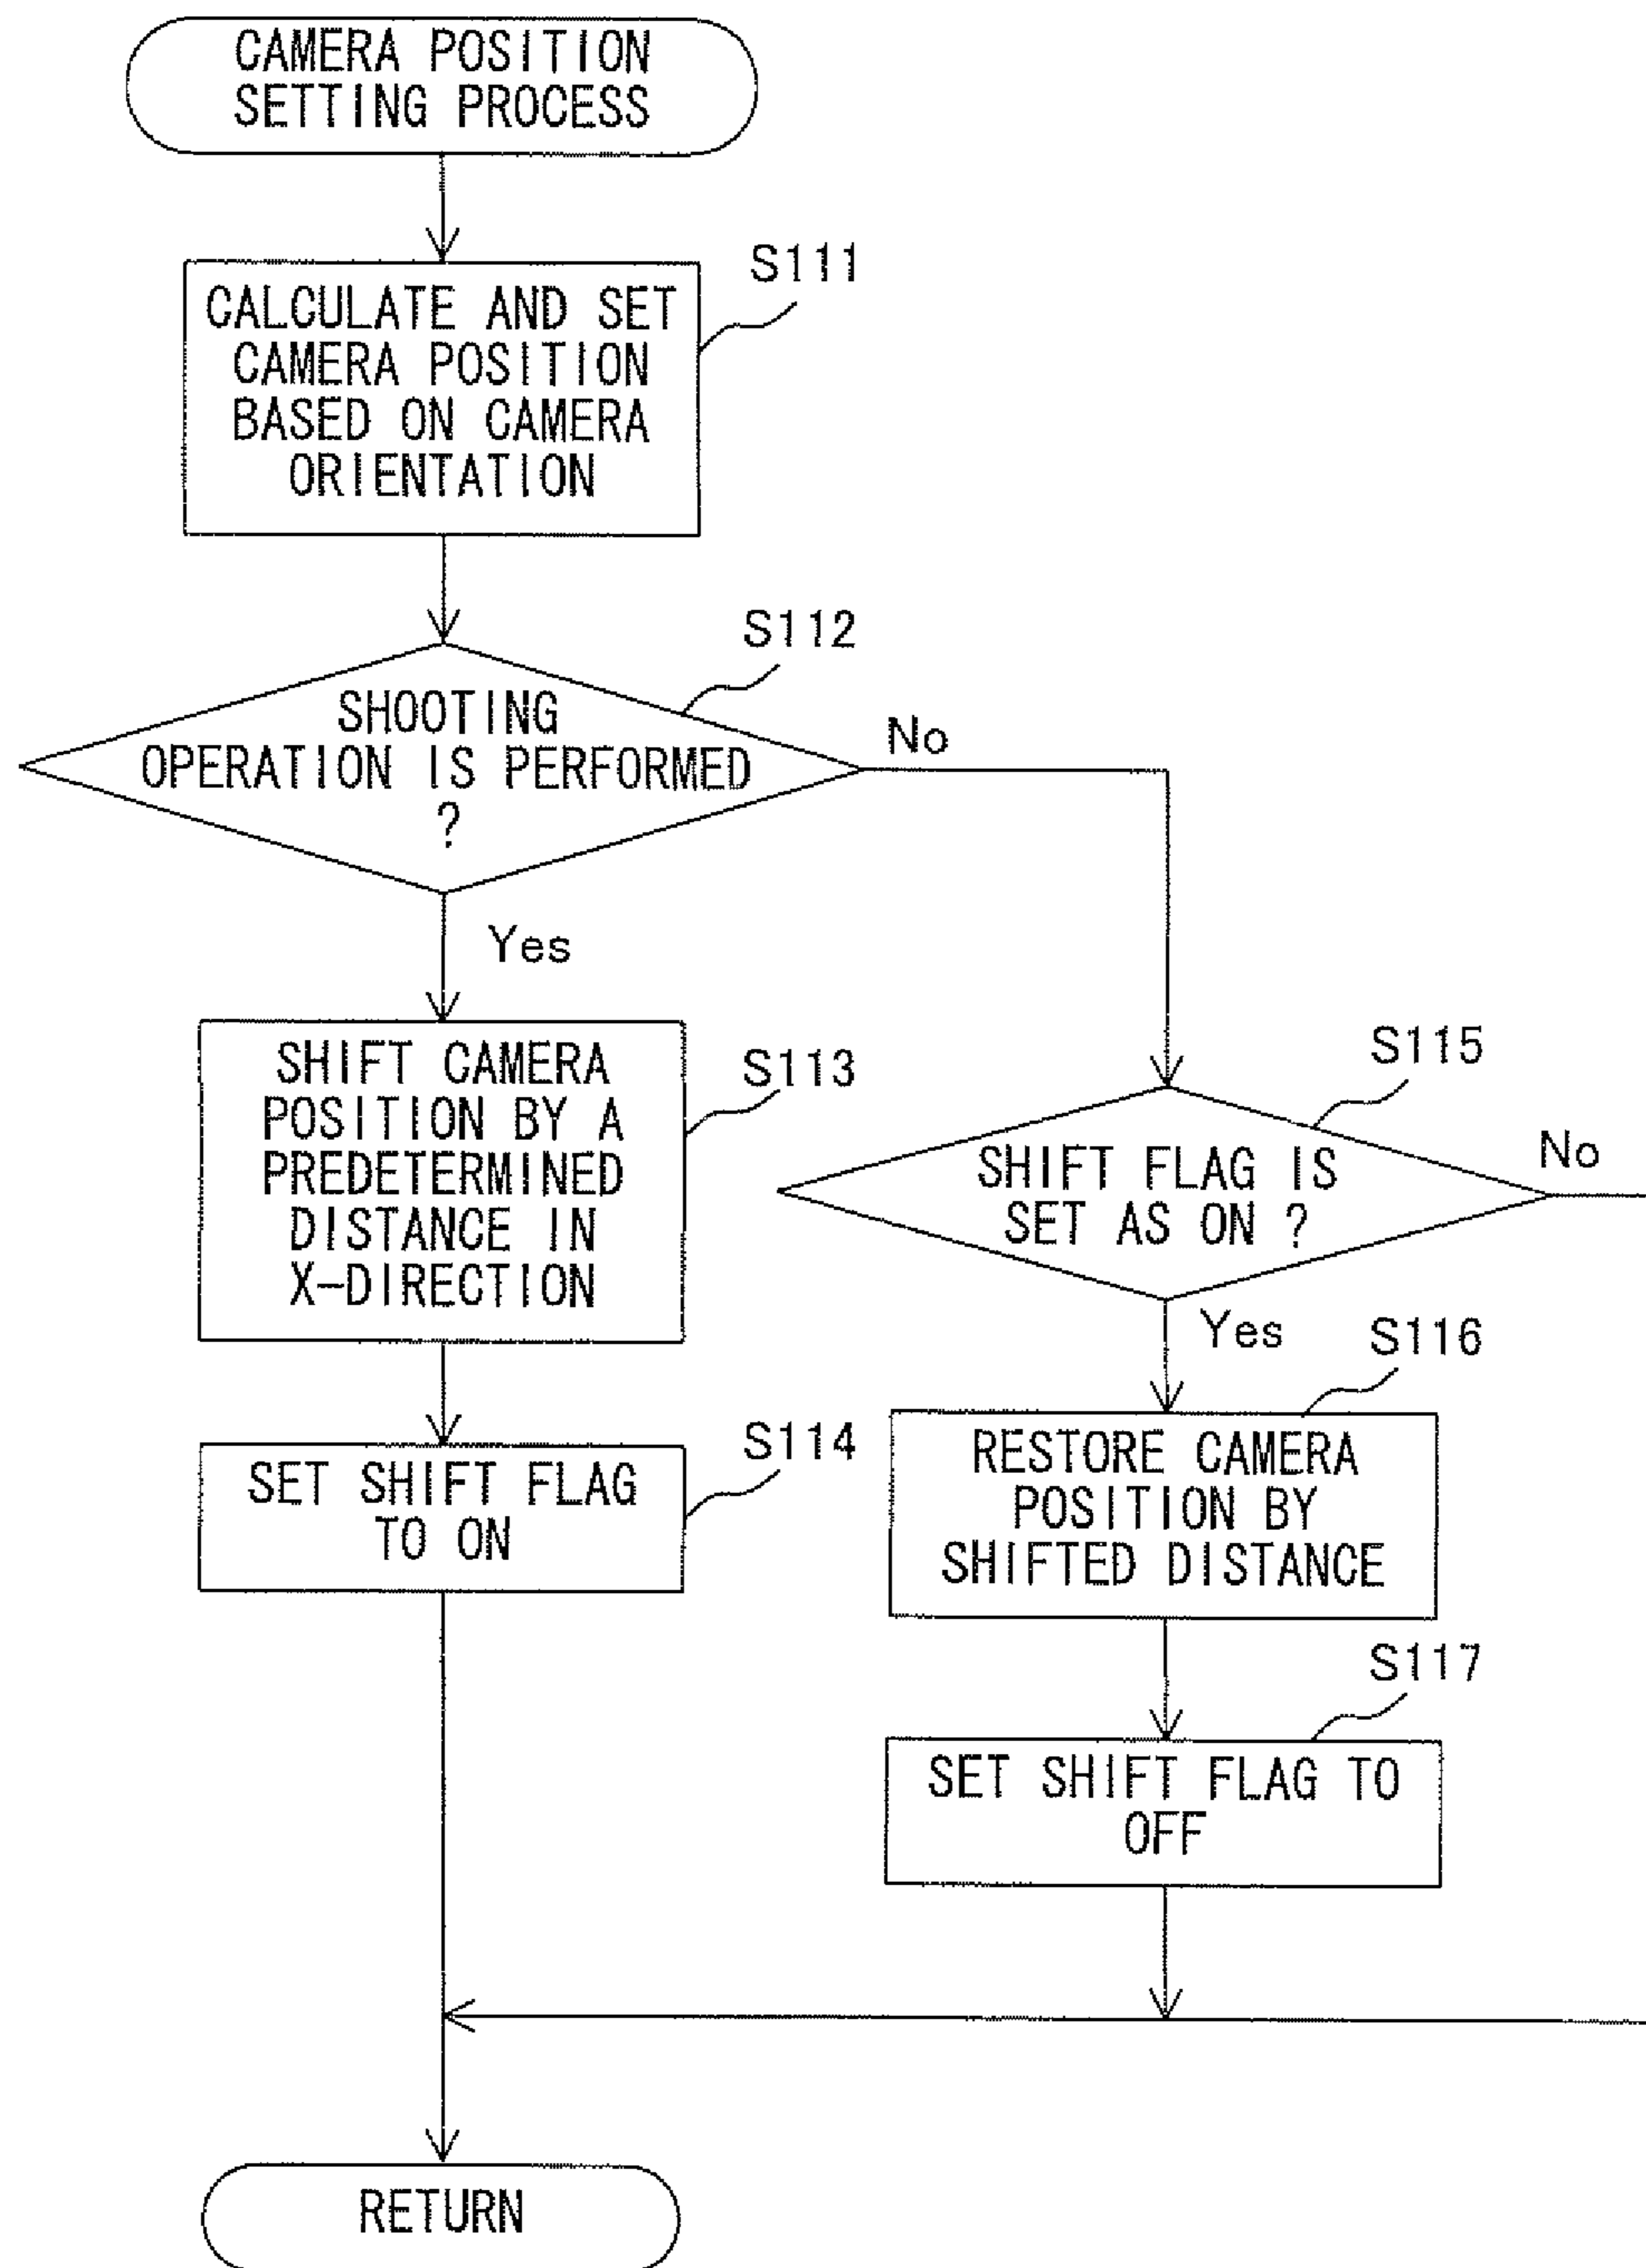 CAMERA POSITION
SETTING PROCESS
S111
CALCULATE AND SET
CAMERA POSITION
BASED ON CAMERA
ORIENTATION
S112
SHOOTING
OPERATION IS PERFORMED
?
No
Yes
S113
SHIFT CAMERA
POSITION BY A
PREDETERMINED
DISTANCE IN
X-DIRECTION
S114
SET SHIFT FLAG
TO ON
S115
SHIFT FLAG IS
SET AS ON ?
No
Yes
S116
RESTORE CAMERA
POSITION BY
SHIFTED DISTANCE
S117
SET SHIFT FLAG TO
OFF
RETURN